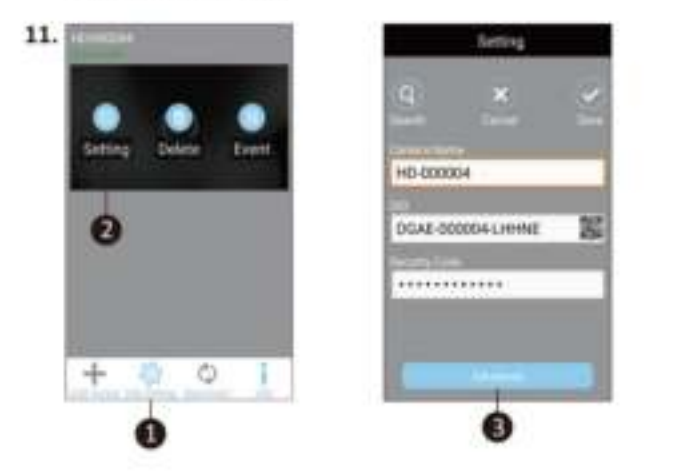 11.
Setting Delete Event
2
1
Setting
Search Cancel Done
Camera Name
HD-000004
UID
DGAE-000004-LHHNE
Security Code
••••••••••••
Advanced
3